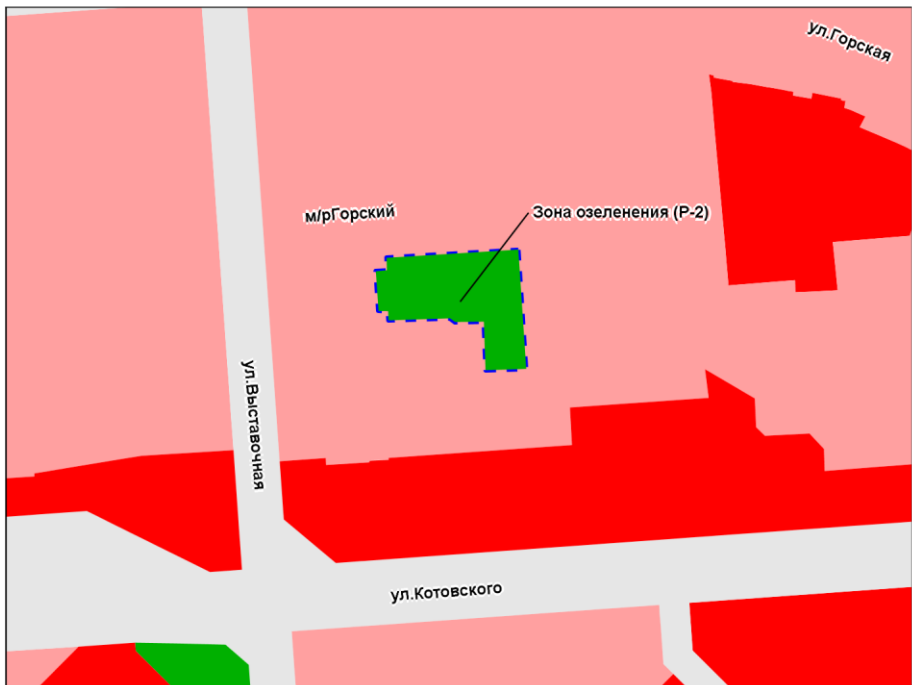 ул.Горская
м/рГорский
Зона озеленения (Р-2)
ул.Выставочная
ул.Котовского